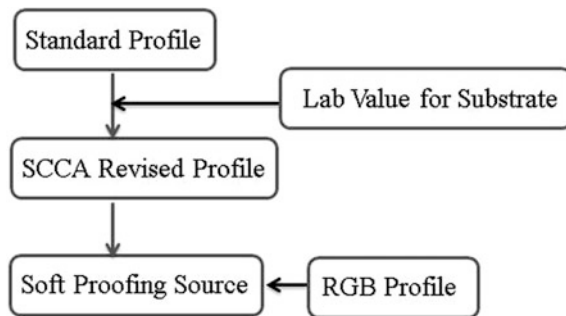 Standard Profile
Lab Value for Substrate
SCCA Revised Profile
Soft Proofing Source
RGB Profile